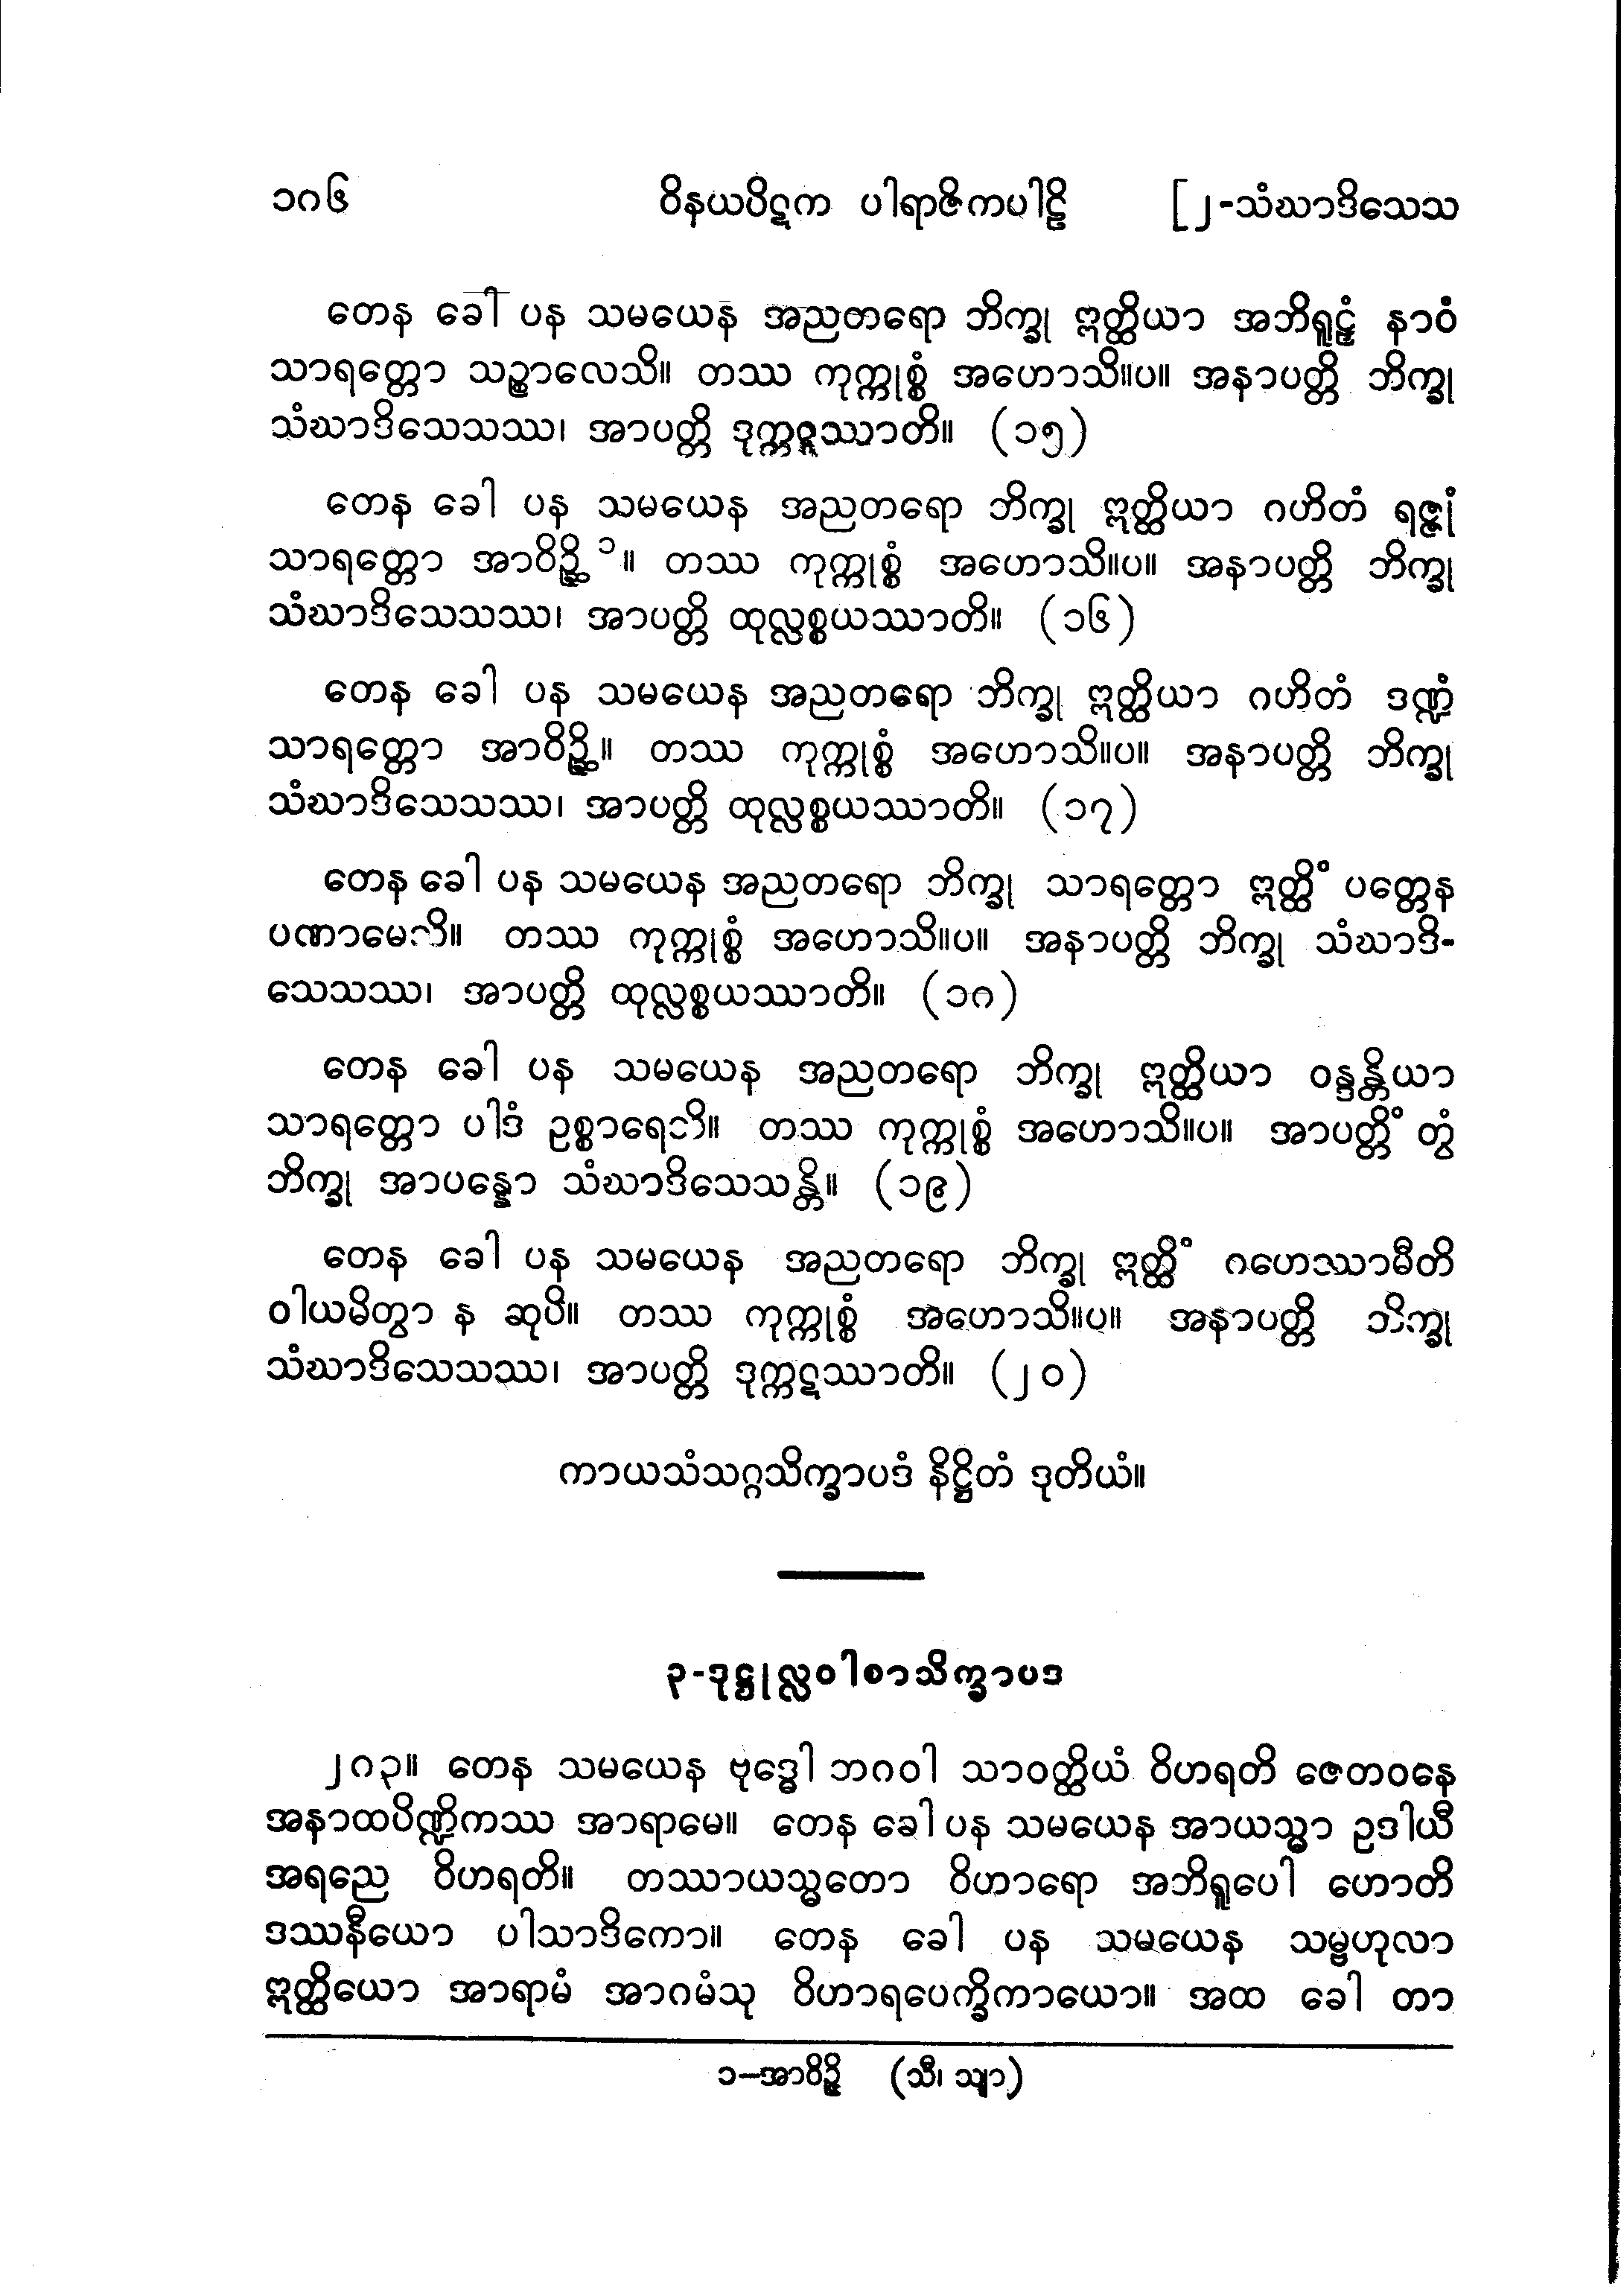 ၁၈၆ ဝိနယပိဋက ပါရာဇိကပါဠိ [၂-သံဃာဒိသေသ
တေန ခေါ ပန သမယေန အညတရော ဘိက္ခု ဣတ္ထိယာ အဘိရူဠှံ နာဝံ
သာရတ္တော သဉ္စာလေသိ။ တဿ ကုက္ကုစ္စံ အဟောသိ။ပ။ အနာပတ္တိ ဘိက္ခု
သံဃာဒိသေသဿ၊ အာပတ္တိ ဒုက္ကဋဿာတိ။ (၁၅)
တေန ခေါ ပန သမယေန အညတရော ဘိက္ခု ဣတ္ထိယာ ဂဟိတံ ရဇ္ဇုံ
သာရတ္တော အာဝိဉ္ဆိ ၁။ တဿ ကုက္ကုစ္စံ အဟောသိ။ပ။ အနာပတ္တိ ဘိက္ခု
သံဃာဒိသေသဿ၊ အာပတ္တိ ထုလ္လစ္စယဿာတိ။ (၁၆)
တေန ခေါ ပန သမယေန အညတရော ဘိက္ခု ဣတ္ထိယာ ဂဟိတံ ဒဏ္ဍံ
သာရတ္တော အာဝိဉ္ဆိ။ တဿ ကုက္ကုစ္စံ အဟောသိ။ပ။ အနာပတ္တိ ဘိက္ခု
သံဃာဒိသေသဿ၊ အာပတ္တိ ထုလ္လစ္စယဿာတိ။ (၁၇)
တေန ခေါ ပန သမယေန အညတရော ဘိက္ခု သာရတ္တော ဣတ္ထိံ ပတ္တေန
ပဏာမေသိ။ တဿ ကုက္ကုစ္စံ အဟောသိ။ပ။ အနာပတ္တိ ဘိက္ခု သံဃာဒိ-
သေသဿ၊ အာပတ္တိ ထုလ္လစ္စယဿာတိ။ (၁၈)
တေန ခေါ ပန သမယေန အညတရော ဘိက္ခု ဣတ္ထိယာ ဝန္ဒန္တိယာ
သာရတ္တော ပါဒံ ဥစ္စာရေသိ။ တဿ ကုက္ကုစ္စံ အဟောသိ။ပ။ အာပတ္တိံ တွံ
ဘိက္ခု အာပန္နော သံဃာဒိသေသန္တိ။ (၁၉)
တေန ခေါ ပန သမယေန အညတရော ဘိက္ခု ဣတ္ထိံ ဂဟေဿာမီတိ
ဝါယမိတွာ န ဆုပိ။ တဿ ကုက္ကုစ္စံ အဟောသိ။ပ။ အနာပတ္တိ ဘိက္ခု
သံဃာဒိသေသဿ၊ အာပတ္တိ ဒုက္ကဋဿာတိ။ (၂၀)
ကာယသံသဂ္ဂသိက္ခာပဒံ နိဋ္ဌိတံ ဒုတိယံ။
၃-ဒုဋ္ဌုလ္လဝါစာသိက္ခာပဒ
၂၈၃။ တေန သမယေန ဗုဒ္ဓေါ ဘဂဝါ သာဝတ္ထိယံ ဝိဟရတိ ဇေတဝနေ
အနာထပိဏ္ဍိကဿ အာရာမေ။ တေန ခေါ ပန သမယေန အာယသ္မာ ဥဒါယီ
အရညေ ဝိဟရတိ။ တဿာယသ္မတော ဝိဟာရော အဘိရူပေါ ဟောတိ
ဒဿနီယော ပါသာဒိကော။ တေန ခေါ ပန သမယေန သမ္ဗဟုလာ
ဣတ္ထိယော အာရာမံ အာဂမံသု ဝိဟာရပေက္ခိကာယော။ အထ ခေါ တာ
၁–အာဝိဉ္ဇိ (သီ၊ သျာ)